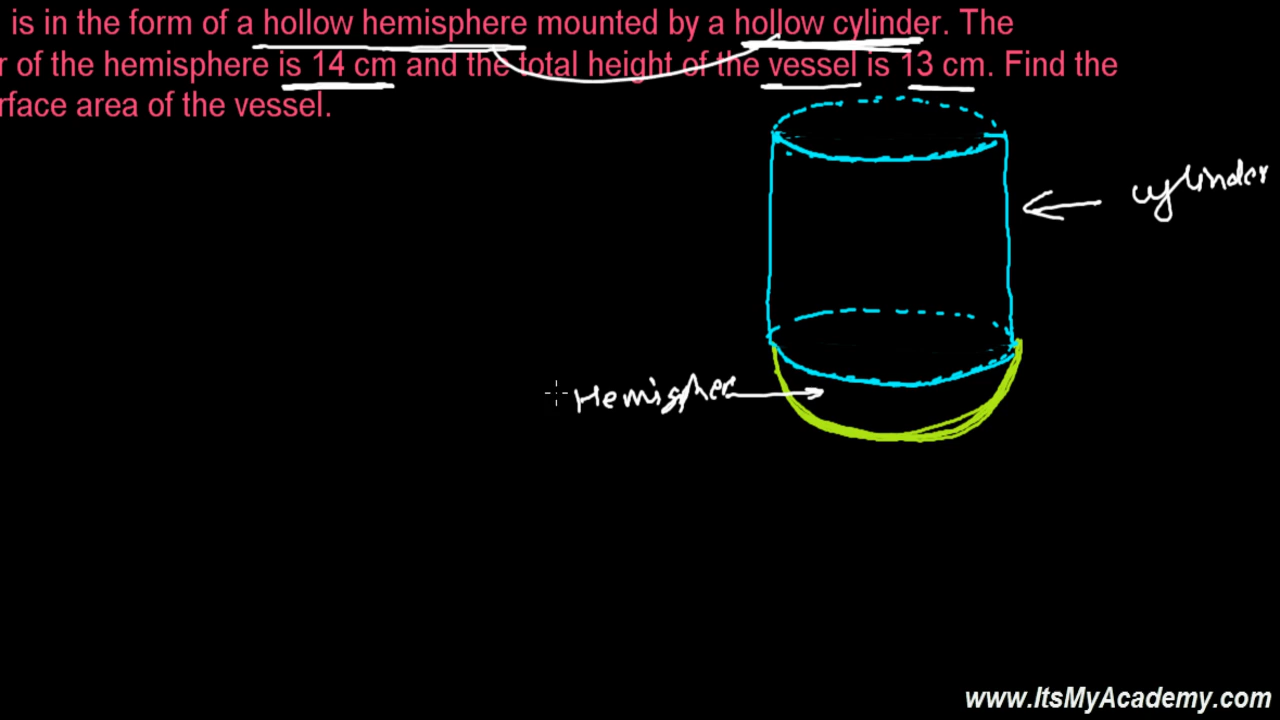 is in the form of a hollow hemisphere mounted by a hollow cylinder. The
r of the hemisphere is 14 cm and the total height of the vessel is 13 cm. Find the
rface area of the vessel.
cylinder
Hemispher
www.ItsMyAcademy.com